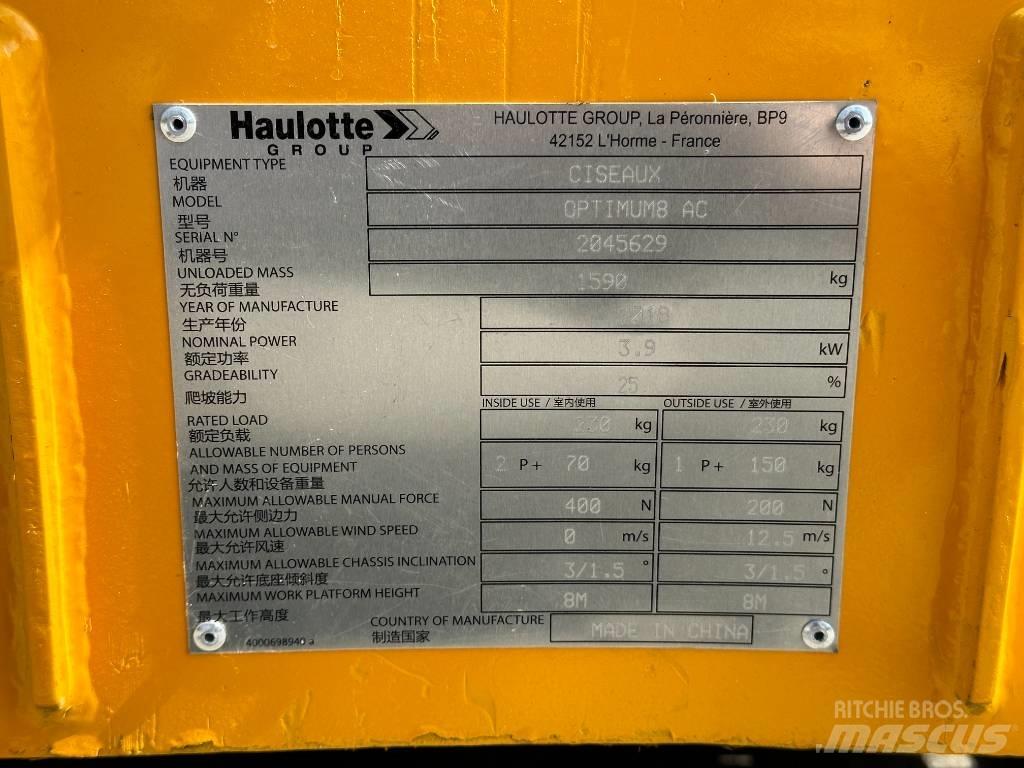 Haulotte
GROUP
HAULOTTE GROUP, La Péronnière, BP9
42152 L'Horme - France
EQUIPMENT TYPE CISEAUX
机器
MODEL OPTIMUM8 AC
型号
SERIAL N° 2045629
机器号
UNLOADED MASS 1590 kg
无负荷重量
YEAR OF MANUFACTURE 2018
生产年份
NOMINAL POWER 3.9 kW
额定功率
GRADEABILITY 25 %
爬坡能力
INSIDE USE / 室内使用 OUTSIDE USE / 室外使用
RATED LOAD 230 kg 230 kg
额定负载
ALLOWABLE NUMBER OF PERSONS
AND MASS OF EQUIPMENT 2 P + 70 kg 1 P + 150 kg
允许人数和设备重量
MAXIMUM ALLOWABLE MANUAL FORCE 400 N 200 N
最大允许侧边力
MAXIMUM ALLOWABLE WIND SPEED 0 m/s 12.5 m/s
最大允许风速
MAXIMUM ALLOWABLE CHASSIS INCLINATION 3/1.5 ° 3/1.5 °
最大允许底座倾斜度
MAXIMUM WORK PLATFORM HEIGHT 8M 8M
最大工作高度
COUNTRY OF MANUFACTURE MADE IN CHINA
制造国家
4000698940 a
RITCHIE BROS.
MASCUS